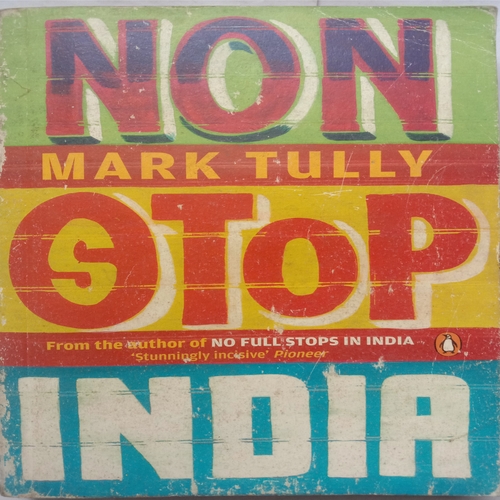 NON
MARK TULLY
STOP
From the author of NO FULL STOPS IN INDIA
'Stunningly incisive' Pioneer
INDIA